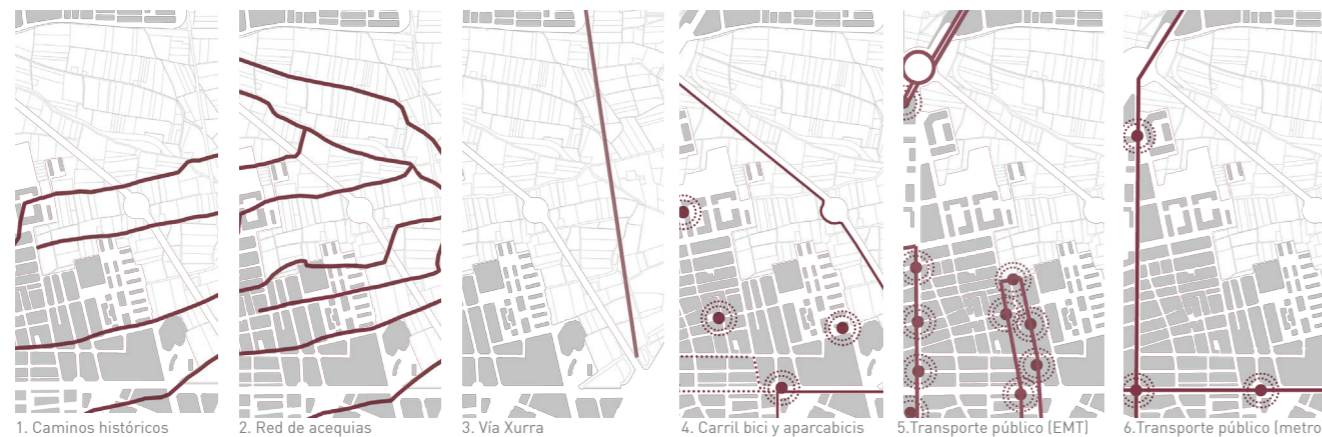 1. Caminos históricos
2. Red de acequias
3. Vía Xurra
4. Carril bici y aparcabicis
5.Transporte público (EMT)
6.Transporte público (metro